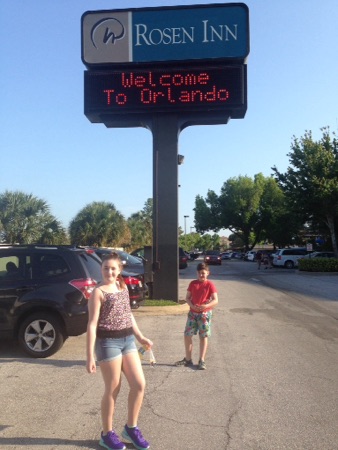 ROSEN INN
Welcome
To Orlando